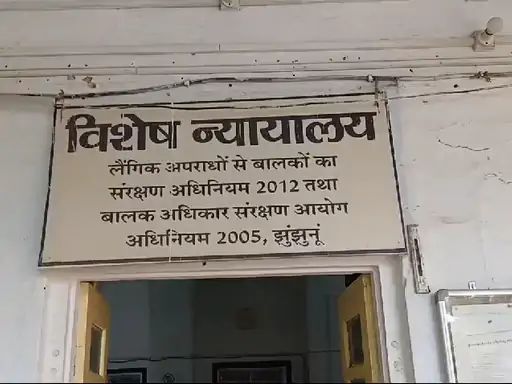 विशेष न्यायालय
लैंगिक अपराधों से बालकों का
संरक्षण अधिनियम 2012 तथा
बालक अधिकार संरक्षण आयोग
अधिनियम 2005, झुंझुनूं